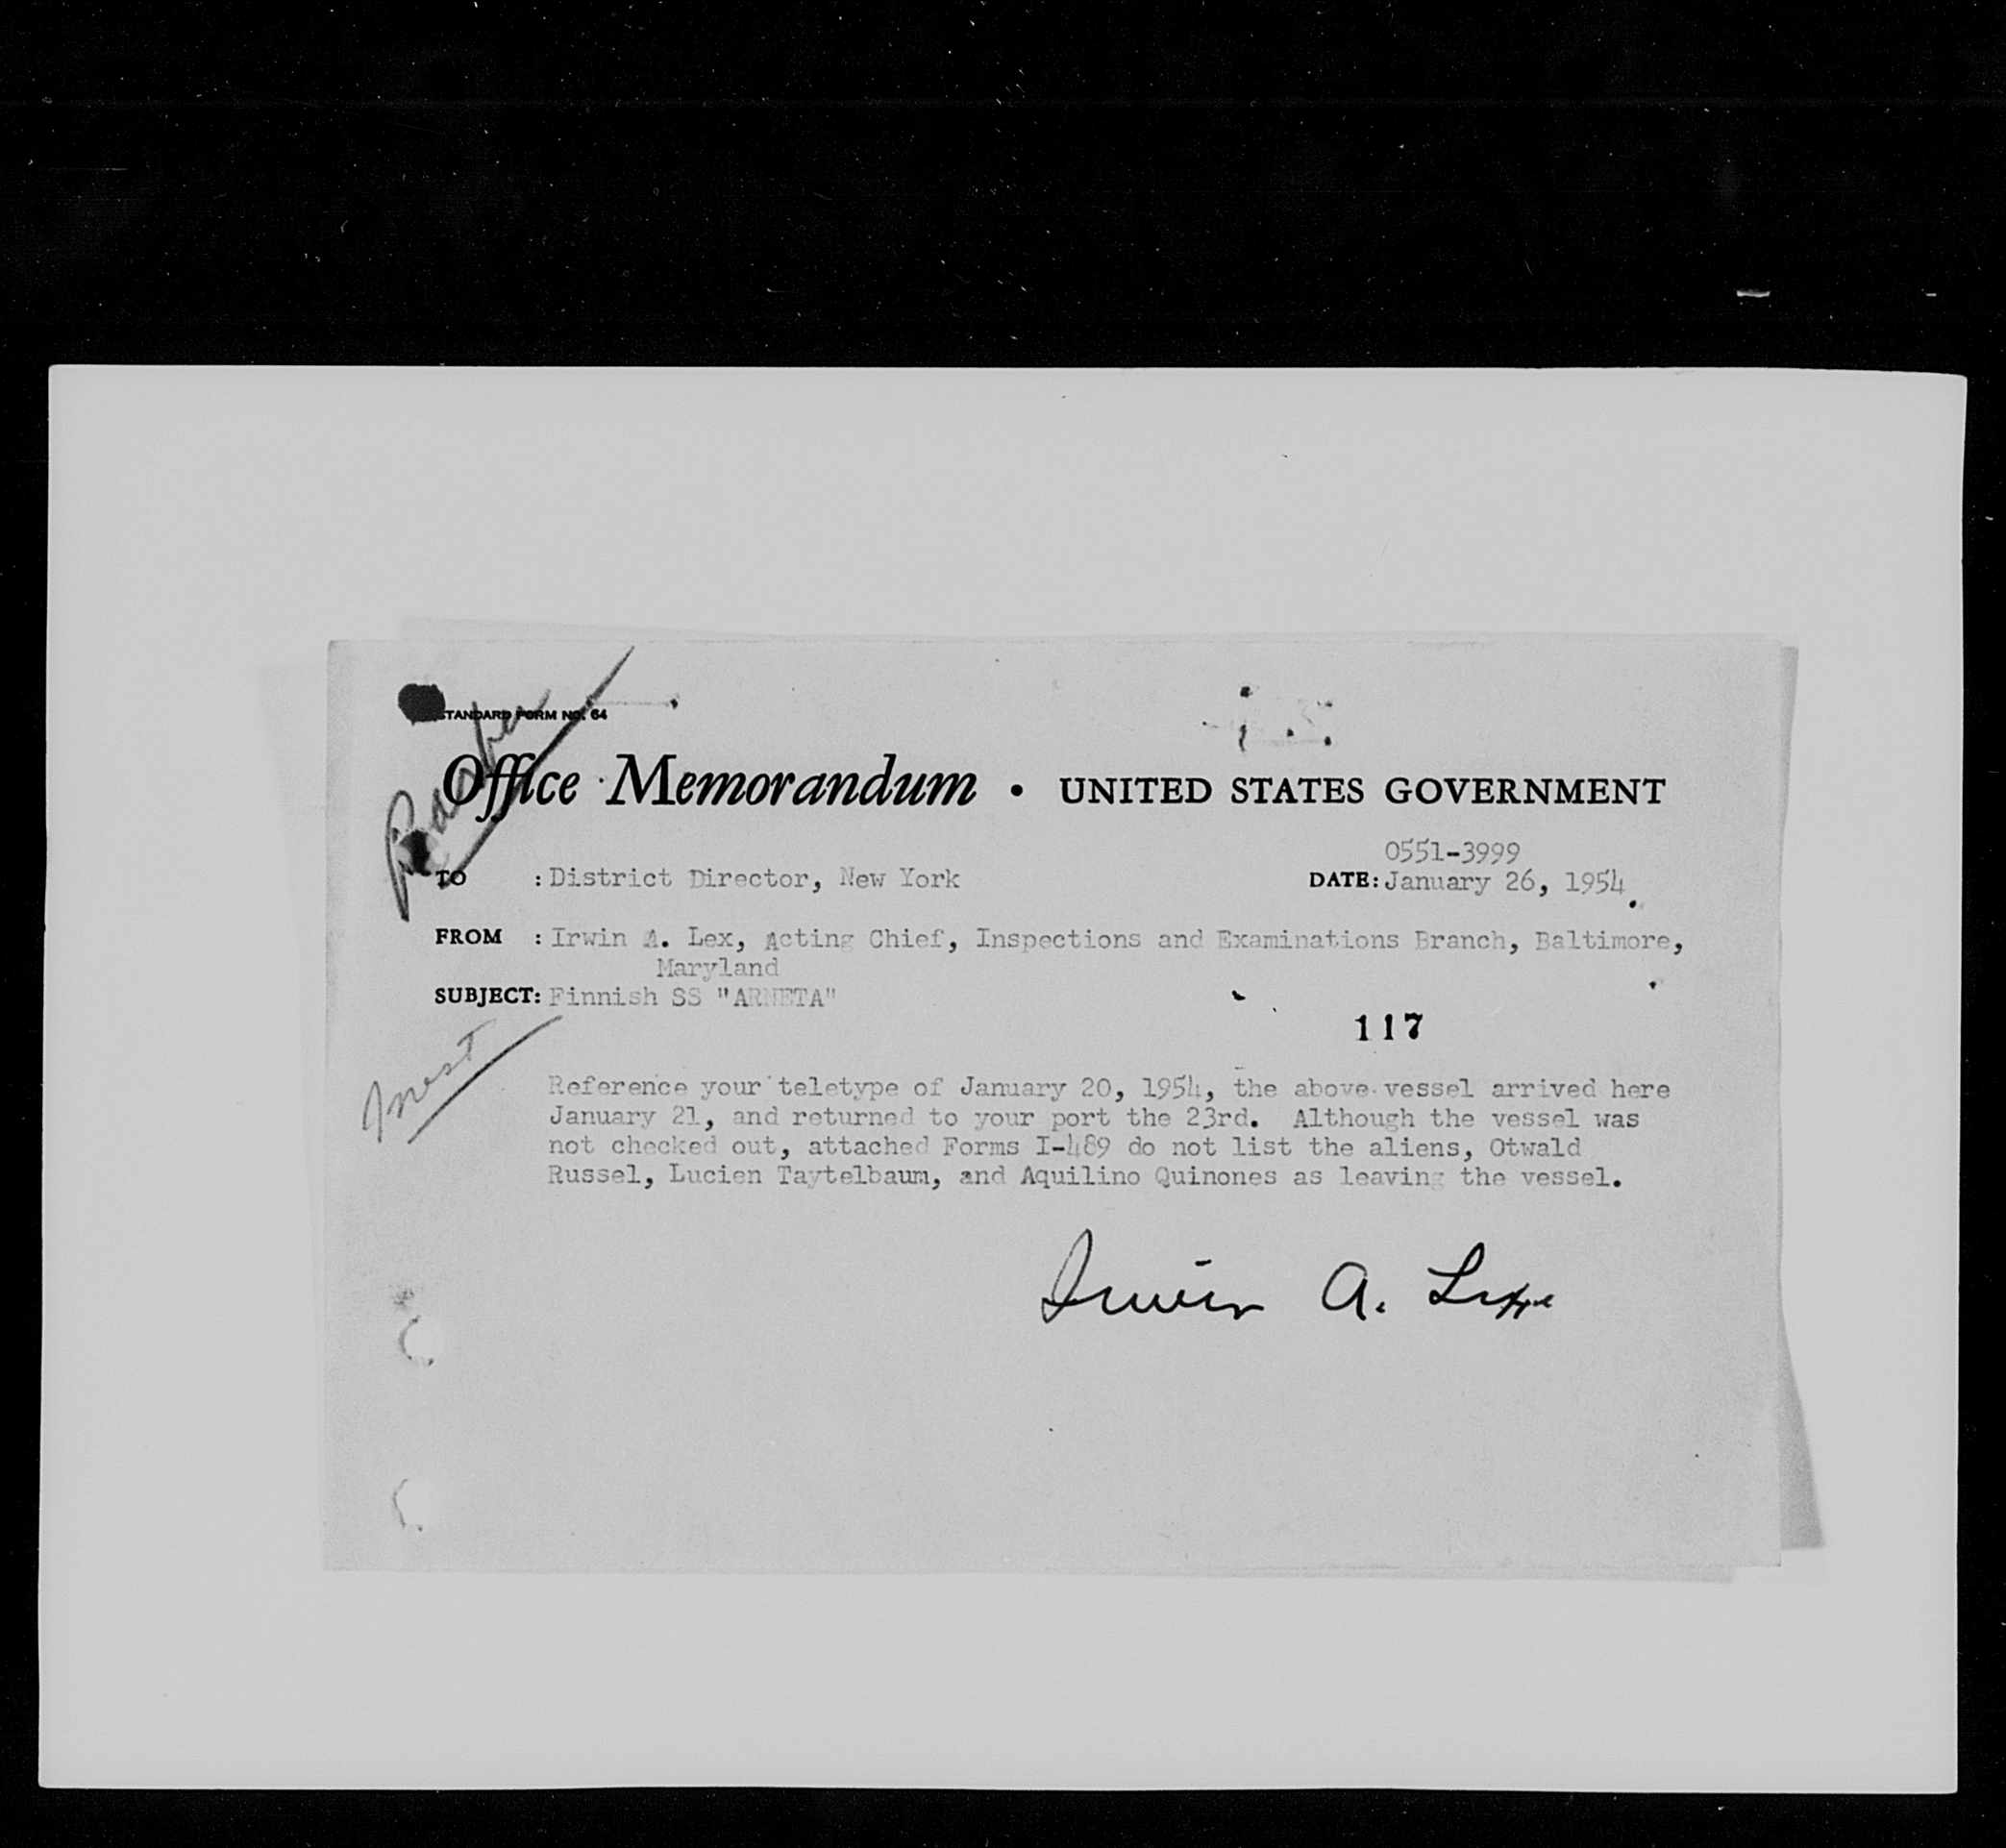 STANDARD FORM NO. 64
Office Memorandum • UNITED STATES GOVERNMENT
0551-3999
TO : District Director, New York DATE: January 26, 1954
FROM : Irwin A. Lex, Acting Chief, Inspections and Examinations Branch, Baltimore,
Maryland
SUBJECT: Finnish SS "ARNETA"
117
Reference your teletype of January 20, 1954, the above vessel arrived here
January 21, and returned to your port the 23rd. Although the vessel was
not checked out, attached Forms I-489 do not list the aliens, Otwald
Russel, Lucien Taytelbaum, and Aquilino Quinones as leaving the vessel.
Irwin A. Lex